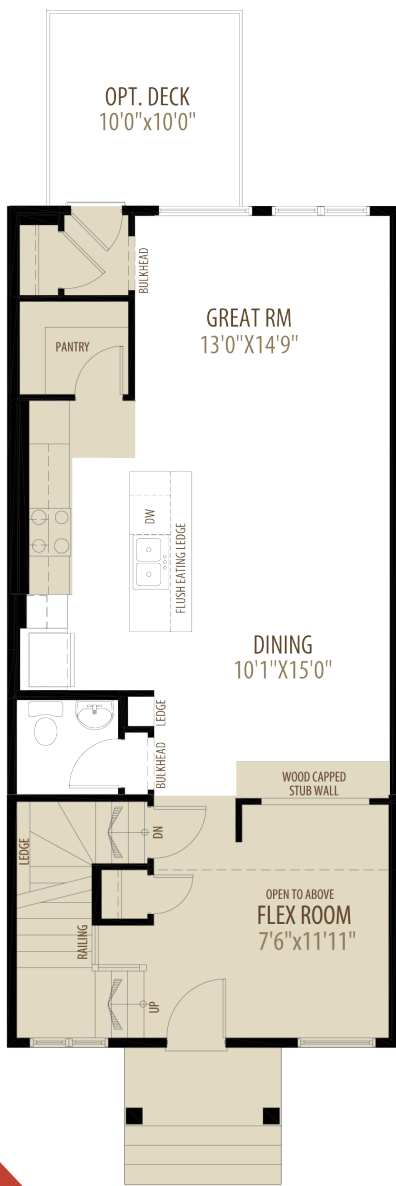 OPT. DECK
10'0"x10'0"
BULKHEAD
GREAT RM
13'0"X14'9"
PANTRY
DW
FLUSH EATING LEDGE
DINING
10'1"X15'0"
LEDGE
BULKHEAD
WOOD CAPPED
STUB WALL
LEDGE
DN
OPEN TO ABOVE
FLEX ROOM
7'6"x11'11"
RAILING
UP